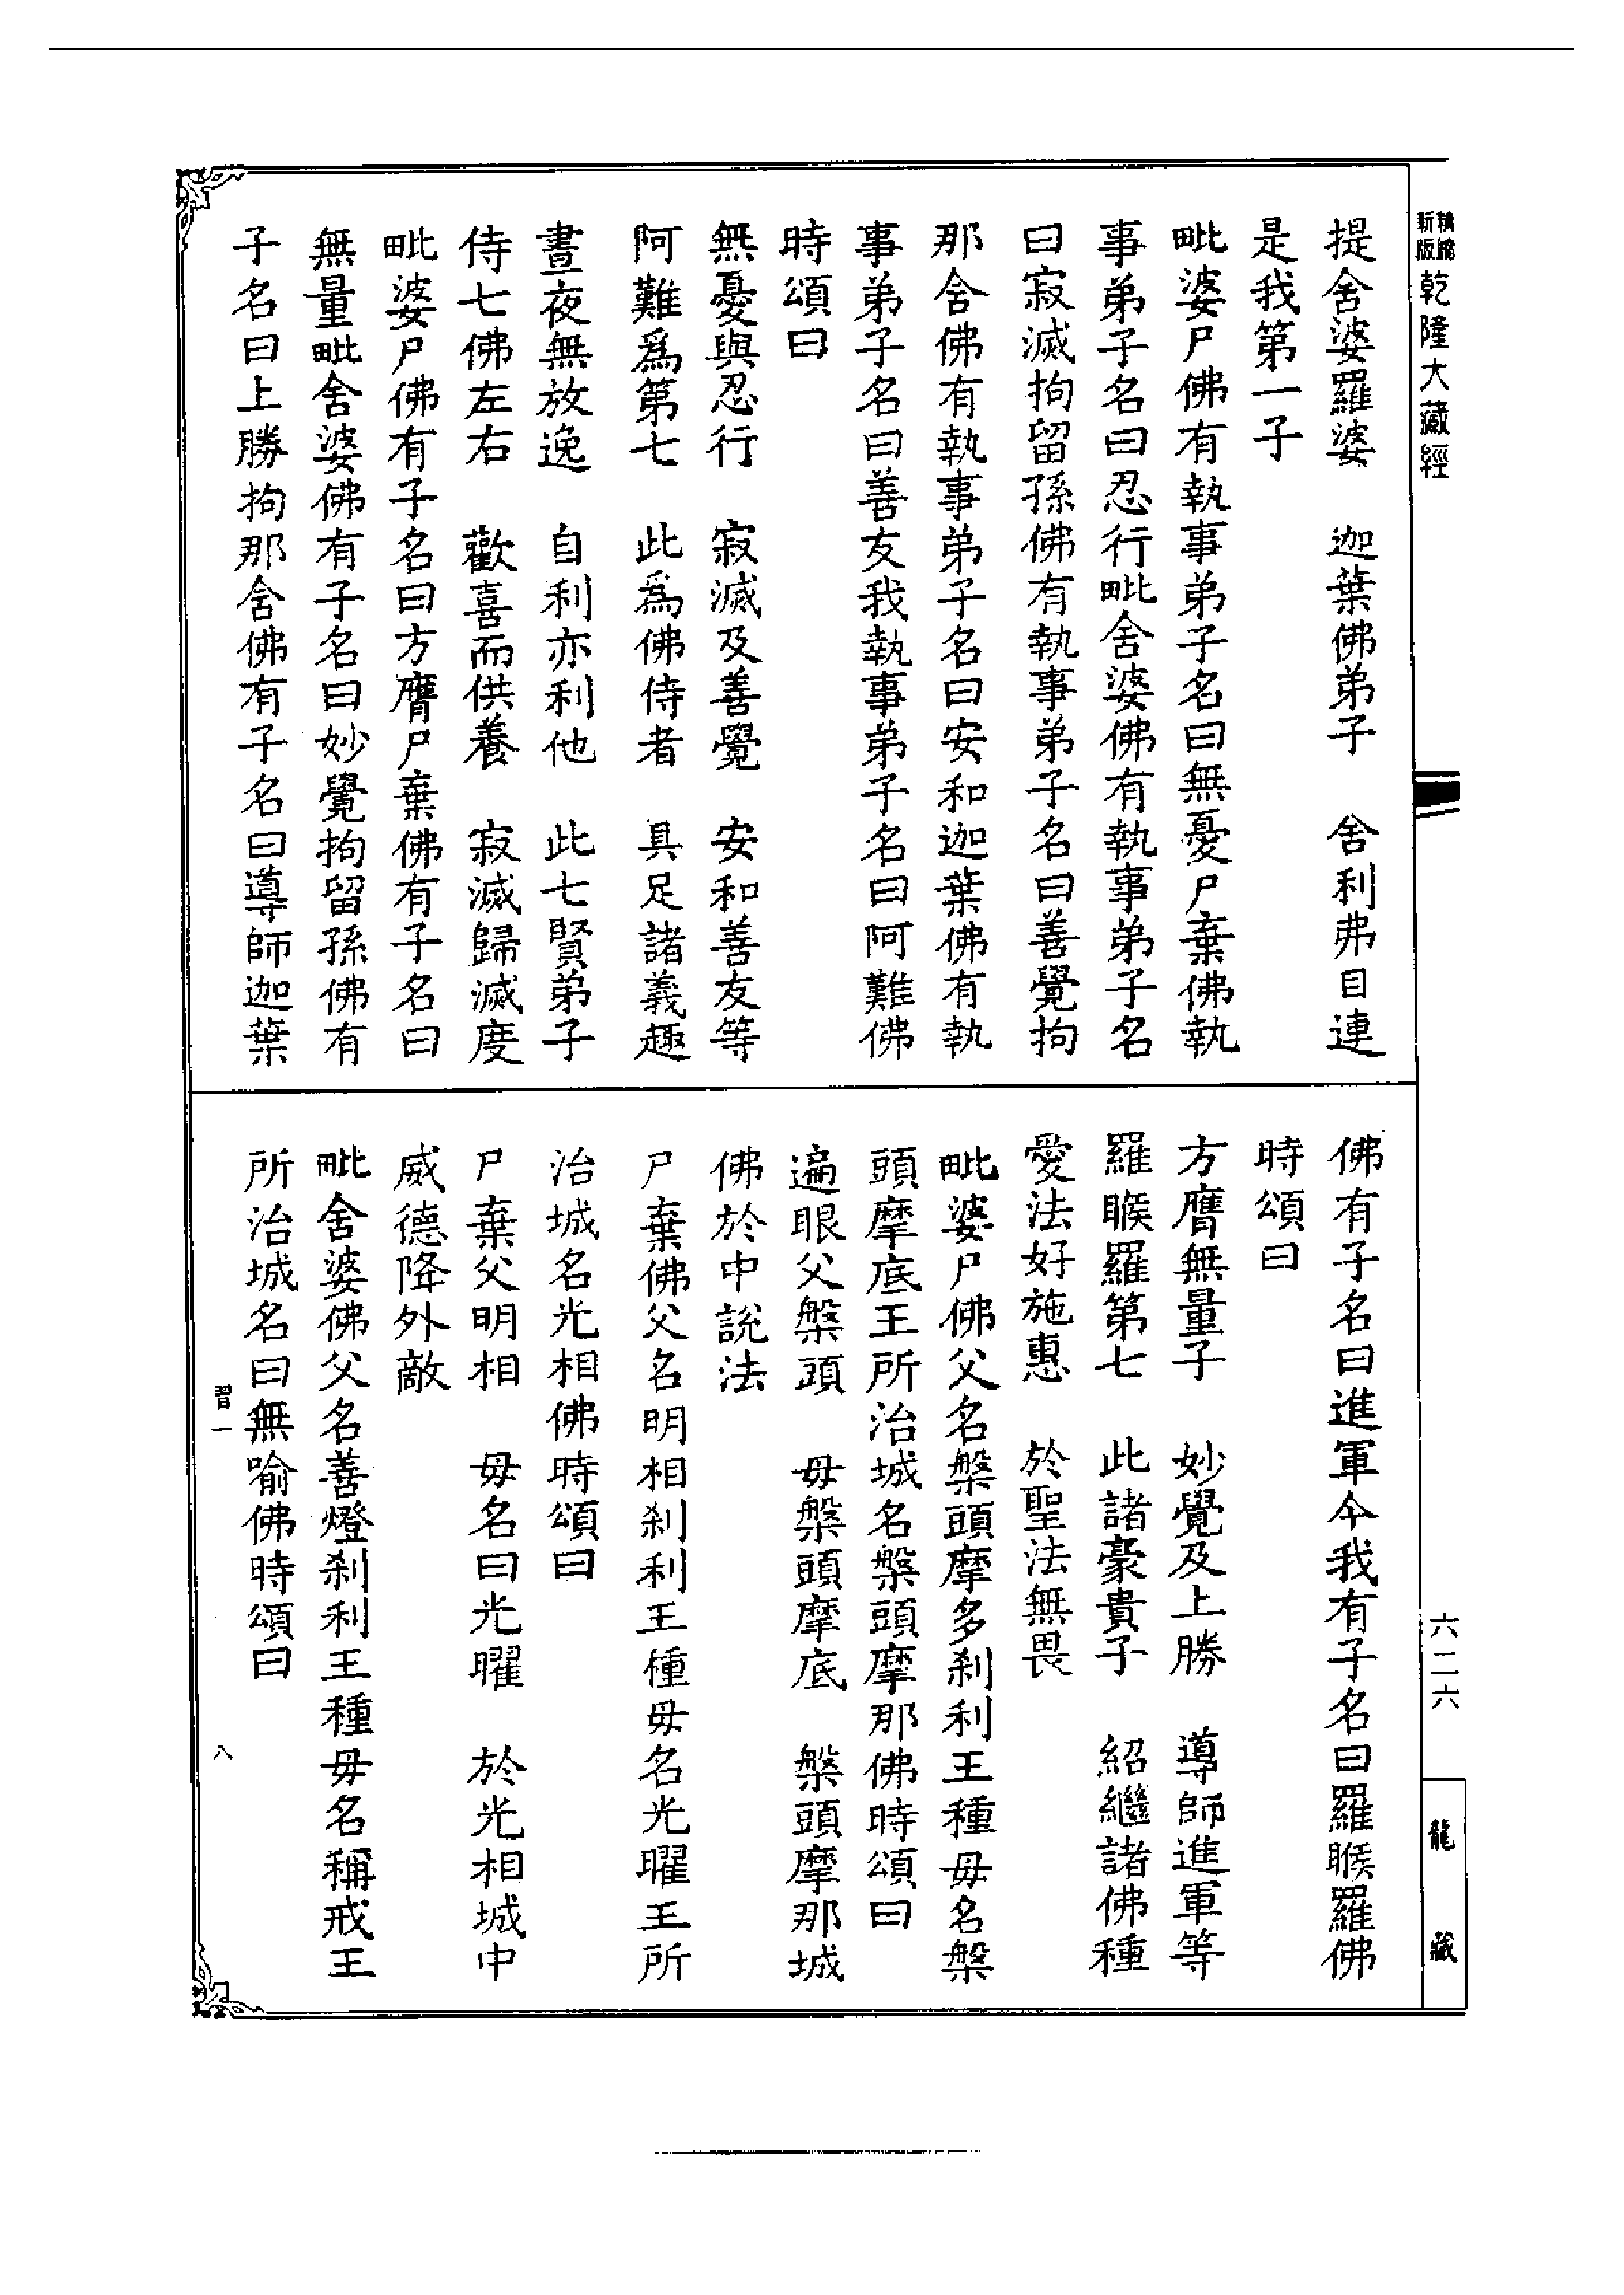 精縮
新版
乾隆大藏經
提舍婆羅婆　迦葉佛弟子　舍利弗目連
是我第一子
毗婆尸佛有執事弟子名曰無憂尸棄佛執
事弟子名曰忍行毗舍婆佛有執事弟子名
曰寂滅拘留孫佛有執事弟子名曰善覺拘
那舍佛有執事弟子名曰安和迦葉佛有執
事弟子名曰善友我執事弟子名曰阿難佛
時頌曰
無憂與忍行　寂滅及善覺　安和善友等
阿難爲第七　此爲佛侍者　具足諸義趣
晝夜無放逸　自利亦利他　此七賢弟子
侍七佛左右　歡喜而供養　寂滅歸滅度
毗婆尸佛有子名曰方膺尸棄佛有子名曰
無量毗舍婆佛有子名曰妙覺拘留孫佛有
子名曰上勝拘那舍佛有子名曰導師迦葉
佛有子名曰進軍今我有子名曰羅睺羅佛
時頌曰
方膺無量子　妙覺及上勝　導師進軍等
羅睺羅第七　此諸豪貴子　紹繼諸佛種
愛法好施惠　於聖法無畏
毗婆尸佛父名槃頭摩多刹利王種毋名槃
頭摩底王所治城名槃頭摩那佛時頌曰
遍眼父槃頭　毋槃頭摩底　槃頭摩那城
佛於中說法
尸棄佛父名明相刹利王種毋名光曜王所
治城名光相佛時頌曰
尸棄父明相　毋名曰光曜　於光相城中
威德降外敵
毗舍婆佛父名善燈刹利王種毋名稱戒王
所治城名曰無喻佛時頌曰
習一
八
六二六
龍藏